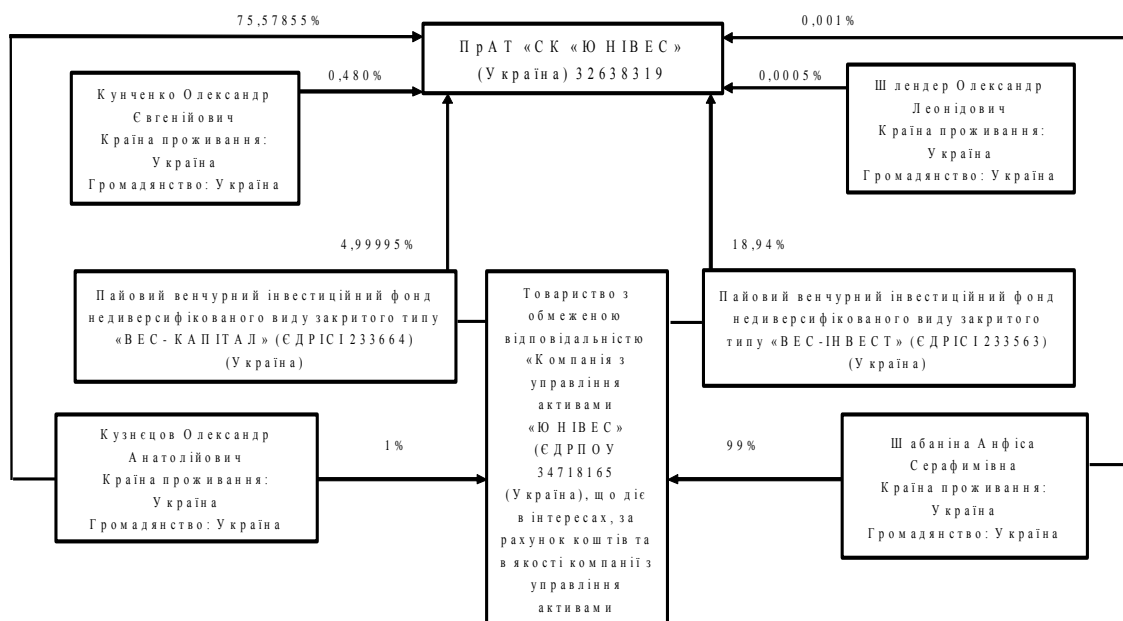 75,57855%
0,001%
ПрАТ «СК «ЮНІВЕС»
(Україна) 32638319
0,480%
0,0005%
Кунченко Олександр
Євгенійович
Країна проживання:
Україна
Громадянство: Україна
Шлендер Олександр
Леонідович
Країна проживання:
Україна
Громадянство: Україна
4,99995%
18,94%
Пайовий венчурний інвестиційний фонд
недиверсифікованого виду закритого типу
«ВЕС- КАПІТАЛ» (ЄДРІСІ 233664)
(Україна)
Товариство з
обмеженою
відповідальністю
«Компанія з
управління
активами
«ЮНІВЕС»
(ЄДРПОУ
34718165
(Україна), що діє
в інтересах, за
рахунок коштів та
в якості компанії з
управління
активами
Пайовий венчурний інвестиційний фонд
недиверсифікованого виду закритого
типу «ВЕС-ІНВЕСТ» (ЄДРІСІ 233563)
(Україна)
Кузнєцов Олександр
Анатолійович
Країна проживання:
Україна
Громадянство: Україна
1%
99%
Шабаніна Анфіса
Серафимівна
Країна проживання:
Україна
Громадянство: Україна